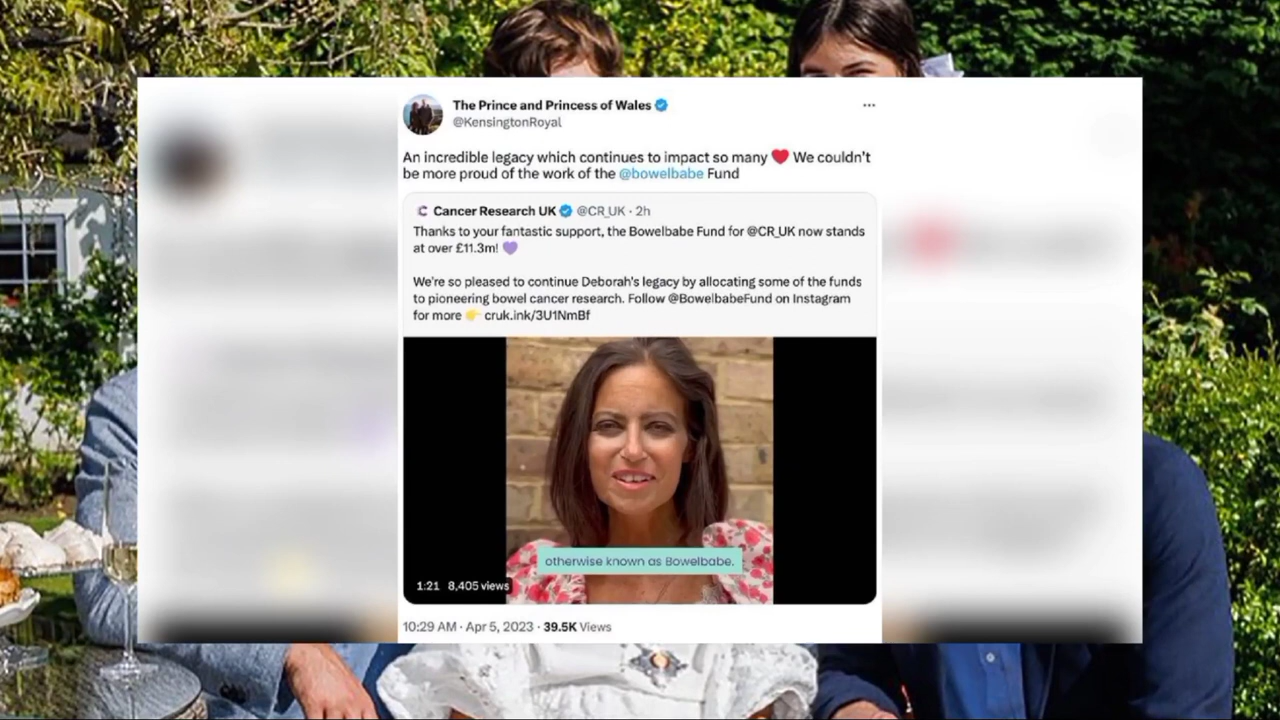 The Prince and Princess of Wales
@KensingtonRoyal
An incredible legacy which continues to impact so many ❤️ We couldn't
be more proud of the work of the @bowelbabe Fund
Cancer Research UK @CR_UK · 2h
Thanks to your fantastic support, the Bowelbabe Fund for @CR_UK now stands
at over £11.3m! 💜
We're so pleased to continue Deborah's legacy by allocating some of the funds
to pioneering bowel cancer research. Follow @BowelbabeFund on Instagram
for more 👉 cruk.ink/3U1NmBf
otherwise known as Bowelbabe.
1:21 8,405 views
10:29 AM · Apr 5, 2023 · 39.5K Views